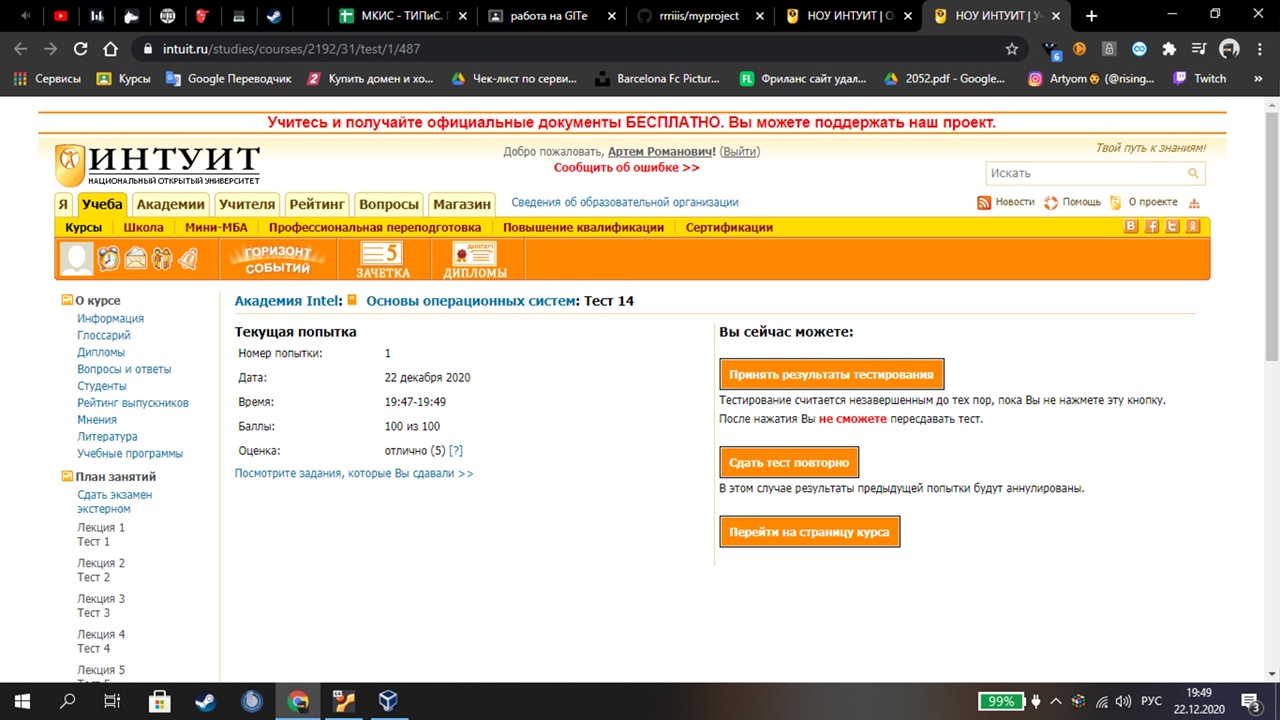 МКИС - ТИПиС. Г
работа на GITe
rrriiis/myproject
НОУ ИНТУИТ | О
НОУ ИНТУИТ | У
intuit.ru/studies/courses/2192/31/test/1/487
6
Сервисы
Курсы
Google Переводчик
Купить домен и хо...
Чек-лист по серви...
Barcelona Fc Pictur...
FL
Фриланс сайт удал...
2052.pdf - Google...
Artyom (@rising...
Twitch
»
Учитесь и получайте официальные документы БЕСПЛАТНО. Вы можете поддержать наш проект.
ИНТУИТ
НАЦИОНАЛЬНЫЙ ОТКРЫТЫЙ УНИВЕРСИТЕТ
Добро пожаловать, Артем Романович! (Выйти)
Сообщить об ошибке >>
Твой путь к знаниям!
Искать
Я
Учеба
Академии
Учителя
Рейтинг
Вопросы
Магазин
Сведения об образовательной организации
Новости
Помощь
О проекте
Курсы
Школа
Мини-МБА
Профессиональная переподготовка
Повышение квалификации
Сертификации
ГОРИЗОНТ СОБЫТИЙ
5
ЗАЧЕТКА
ДИПЛОМ
ДИПЛОМЫ
О курсе
Информация
Глоссарий
Дипломы
Вопросы и ответы
Студенты
Рейтинг выпускников
Мнения
Литература
Учебные программы
План занятий
Сдать экзамен
экстерном
Лекция 1
Тест 1
Лекция 2
Тест 2
Лекция 3
Тест 3
Лекция 4
Тест 4
Лекция 5
Академия Intel: Основы операционных систем: Тест 14
Текущая попытка
Номер попытки: 1
Дата: 22 декабря 2020
Время: 19:47-19:49
Баллы: 100 из 100
Оценка: отлично (5) [?]
Посмотрите задания, которые Вы сдавали >>
Вы сейчас можете:
Принять результаты тестирования
Тестирование считается незавершенным до тех пор, пока Вы не нажмете эту кнопку.
После нажатия Вы не сможете пересдавать тест.
Сдать тест повторно
В этом случае результаты предыдущей попытки будут аннулированы.
Перейти на страницу курса
99%
РУС
19:49
22.12.2020
3